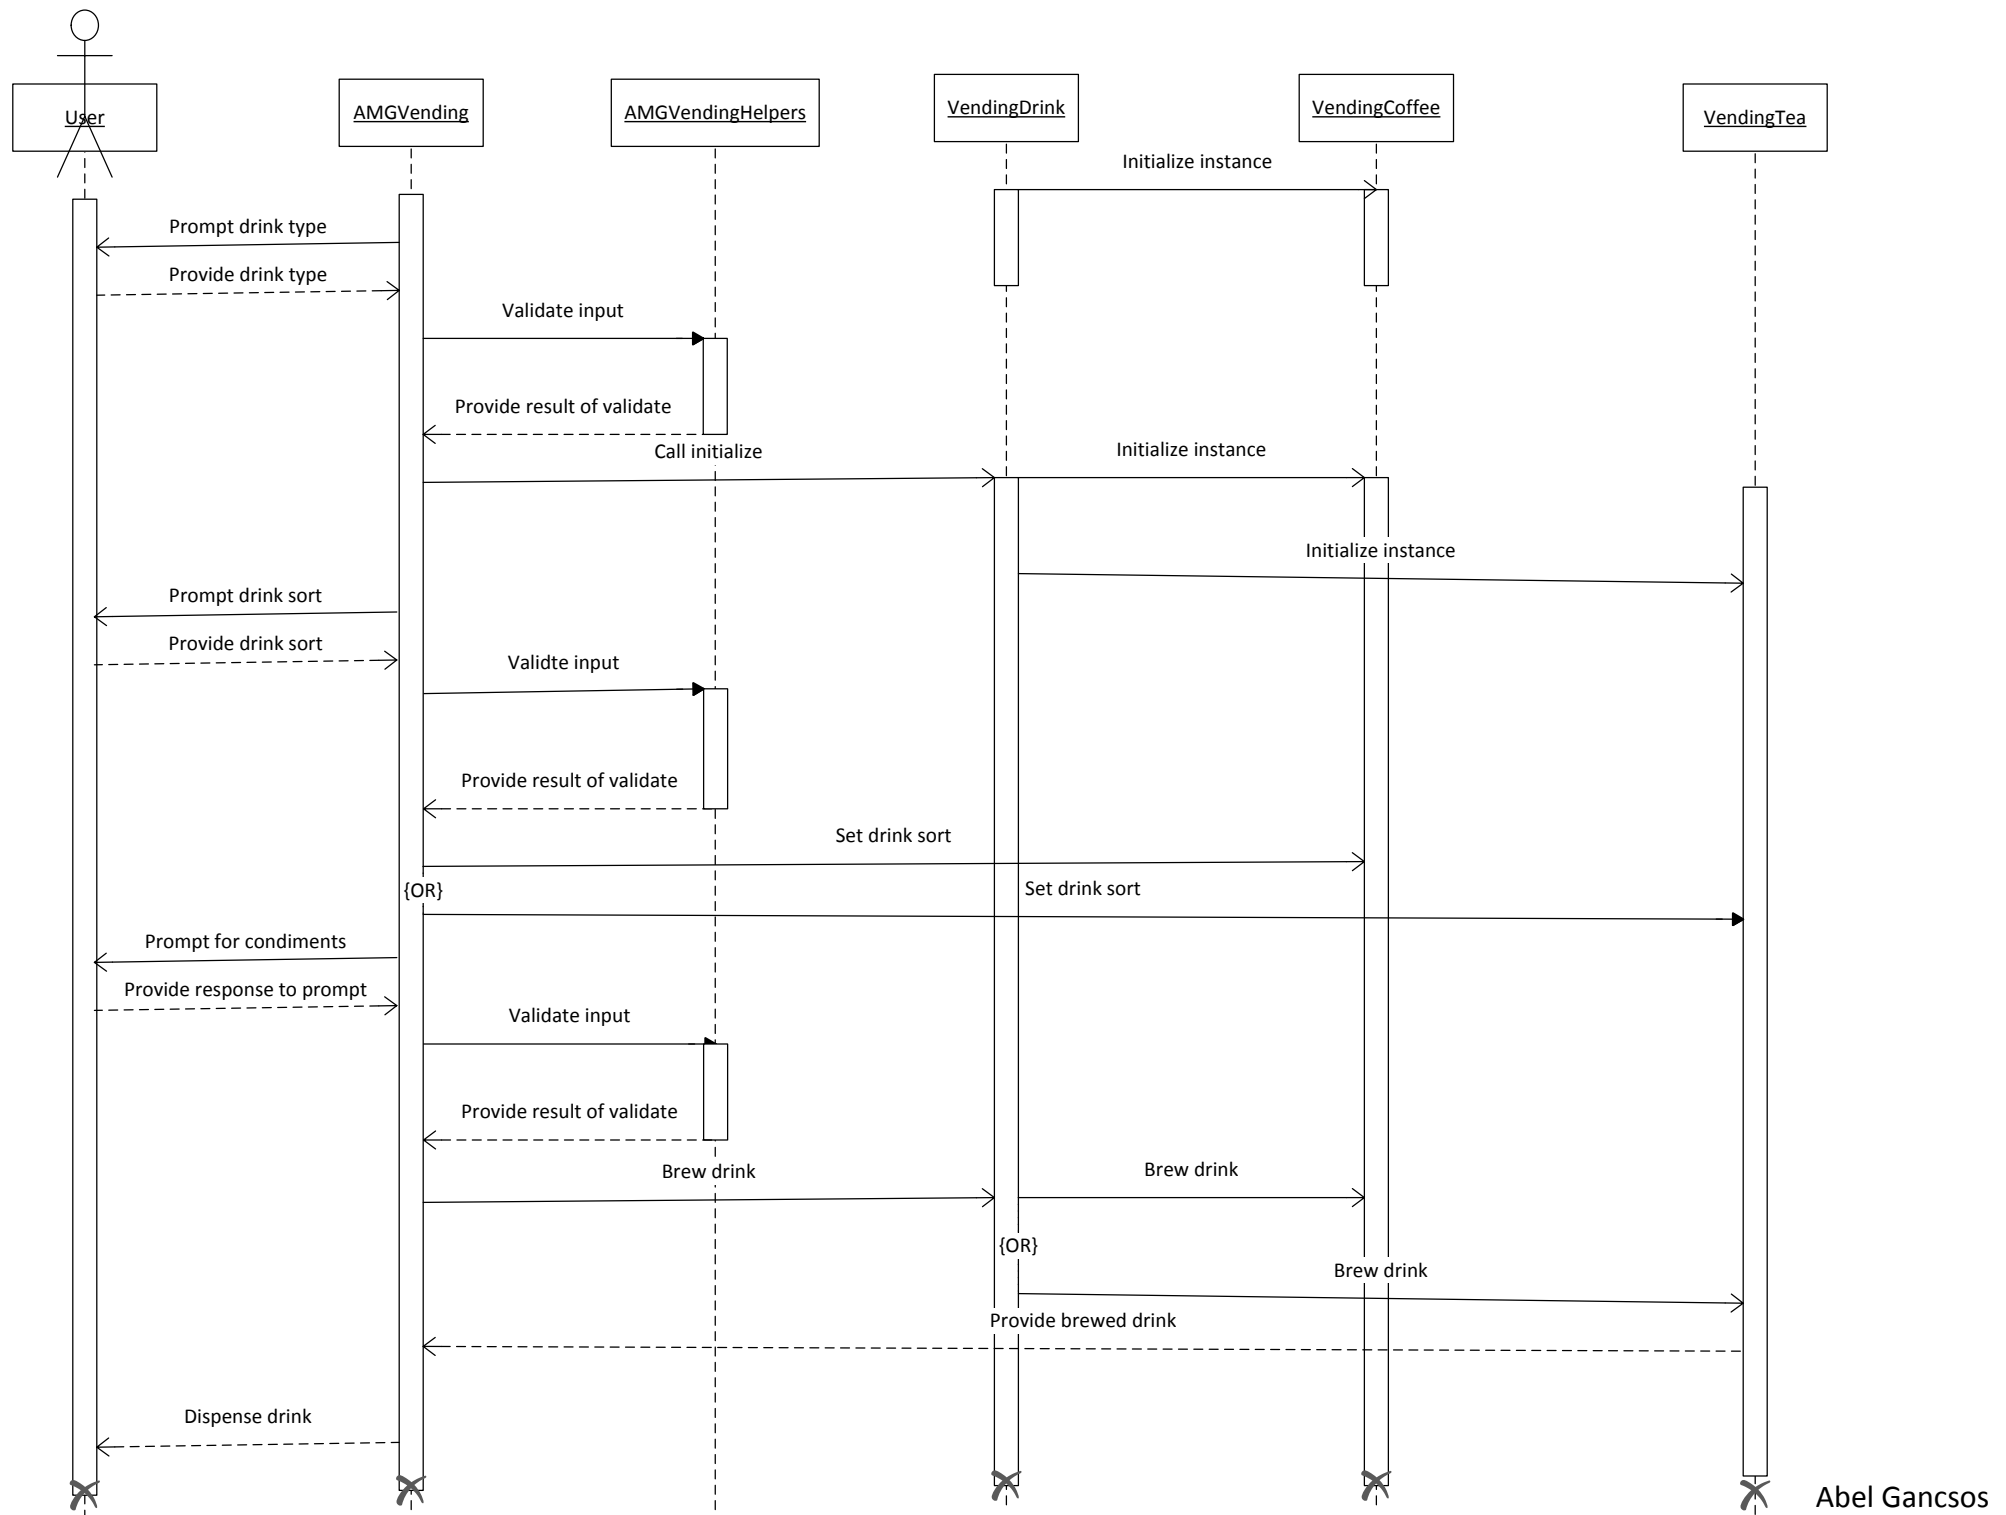 User
AMGVending
AMGVendingHelpers
VendingDrink
VendingCoffee
VendingTea
Initialize instance
Prompt drink type
Provide drink type
Validate input
Provide result of validate
Call initialize
Initialize instance
Initialize instance
Prompt drink sort
Provide drink sort
Validte input
Provide result of validate
Set drink sort
{OR}
Set drink sort
Prompt for condiments
Provide response to prompt
Validate input
Provide result of validate
Brew drink
Brew drink
{OR}
Brew drink
Provide brewed drink
Dispense drink
Abel Gancsos